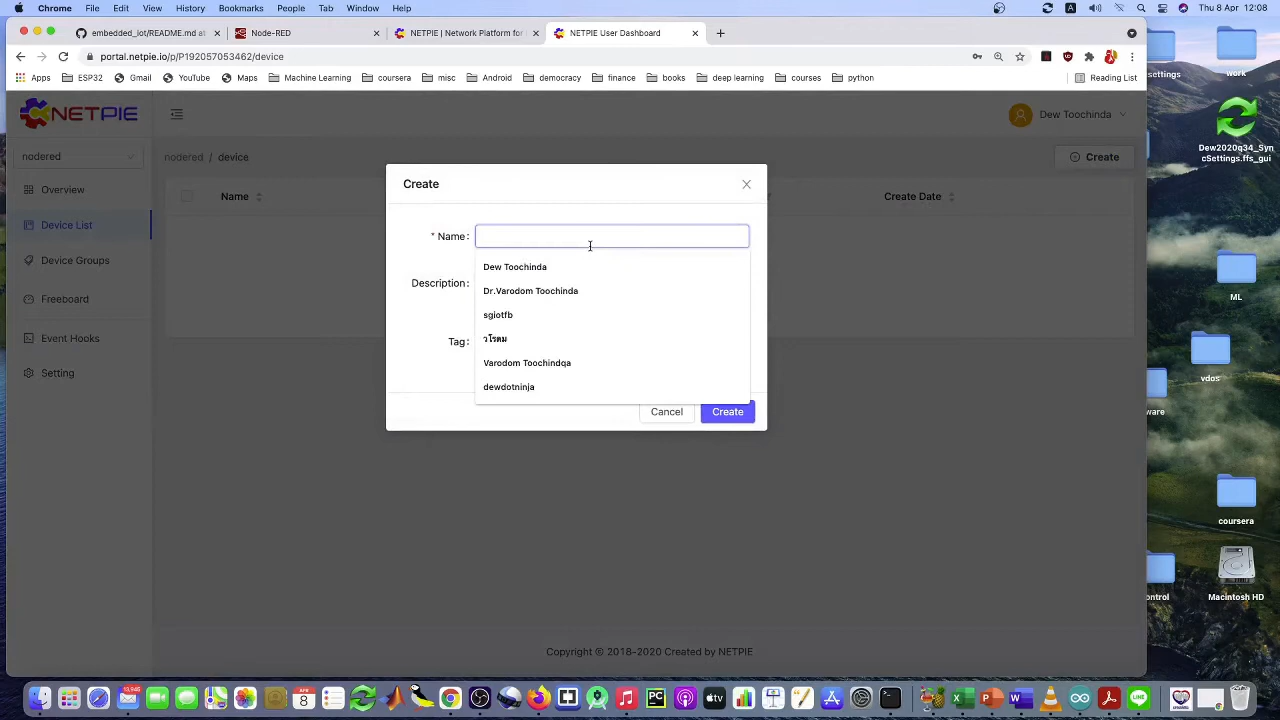 Chrome File Edit View History Bookmarks People Tab Window Help Thu Apr 8 12:08
embedded_iot/README.md at Node-RED NETPIE | Network Platform for NETPIE User Dashboard
portal.netpie.io/p/P192057053462/device
Apps ESP32 Gmail YouTube Maps Machine Learning coursera misc Android democracy finance books deep learning courses python Reading List
NETPIE
Dew Toochinda
nodered
nodered / device
Create
Overview
Name
Create Date
Device List
Device Groups
Freeboard
Event Hooks
Setting
Create
* Name :
Description :
Tag :
Dew Toochinda
Dr.Varodom Toochinda
sgiotfb
วโรดม
Varodom Toochindqa
dewdotninja
Cancel
Create
Copyright © 2018-2020 Created by NETPIE
settings
work
Dew2020q34_Syn
cSettings.ffs_gui
ML
vdos
ware
coursera
ontrol
Macintosh HD